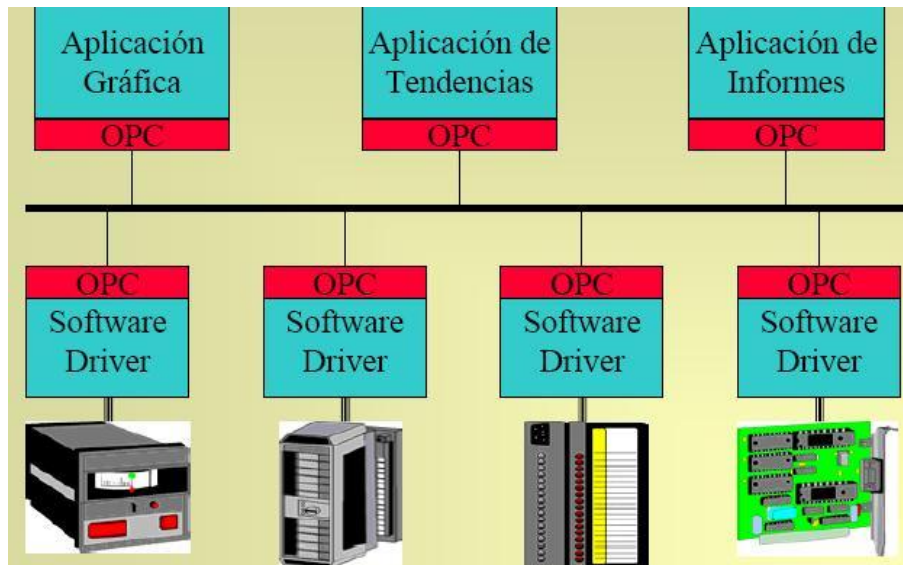 Aplicación
Gráfica
OPC
Aplicación de
Tendencias
OPC
Aplicación de
Informes
OPC
OPC
Software
Driver
OPC
Software
Driver
OPC
Software
Driver
OPC
Software
Driver